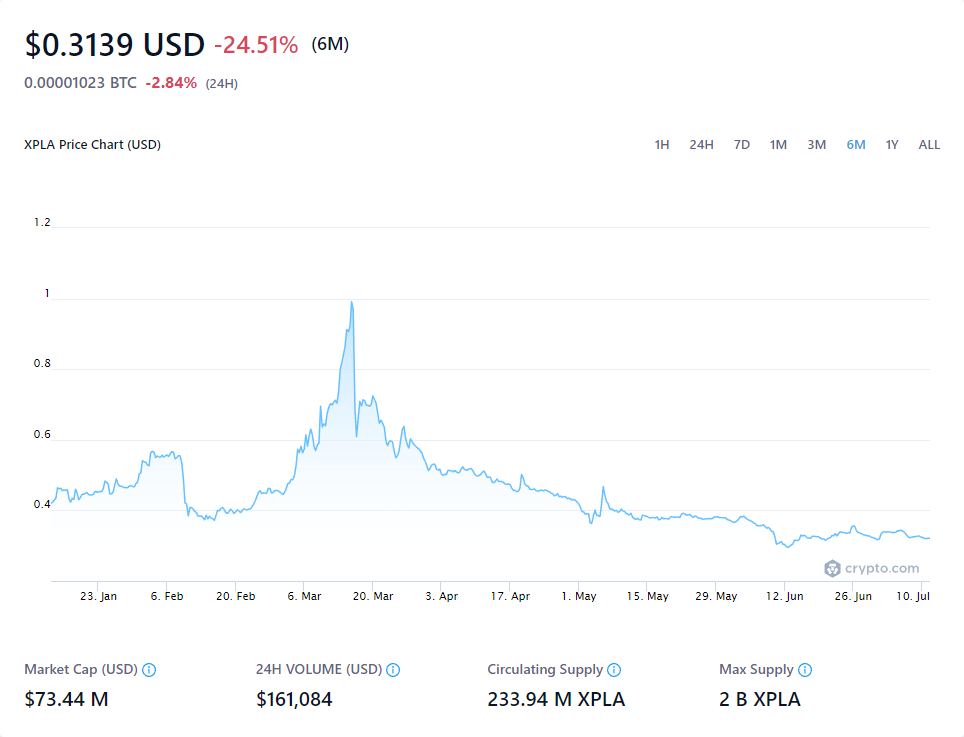 $0.3139 USD -24.51% (6M)
0.00001023 BTC -2.84% (24H)
XPLA Price Chart (USD) 1H 24H 7D 1M 3M 6M 1Y ALL
1.2
1
0.8
0.6
0.4
crypto.com
23. Jan 6. Feb 20. Feb 6. Mar 20. Mar 3. Apr 17. Apr 1. May 15. May 29. May 12. Jun 26. Jun 10. Jul
Market Cap (USD) 24H VOLUME (USD) Circulating Supply Max Supply
$73.44 M $161,084 233.94 M XPLA 2 B XPLA